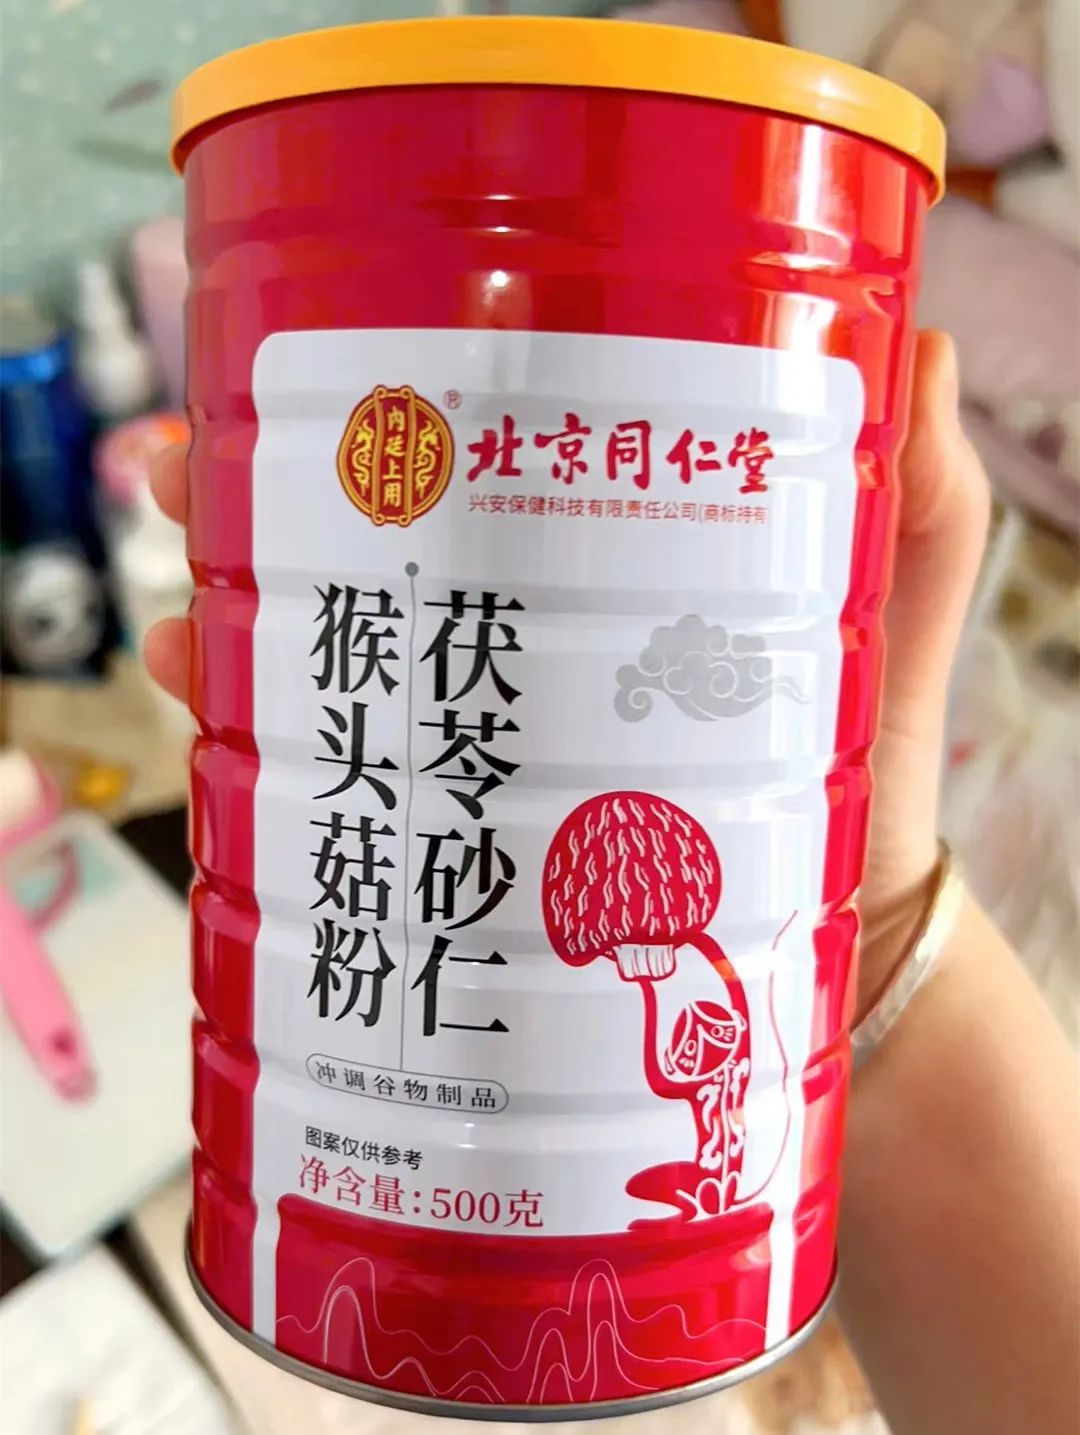 内廷上用
®
北京同仁堂
兴安保健科技有限责任公司(商标持有
茯苓砂仁
猴头菇粉
冲调谷物制品
图案仅供参考
净含量:500克